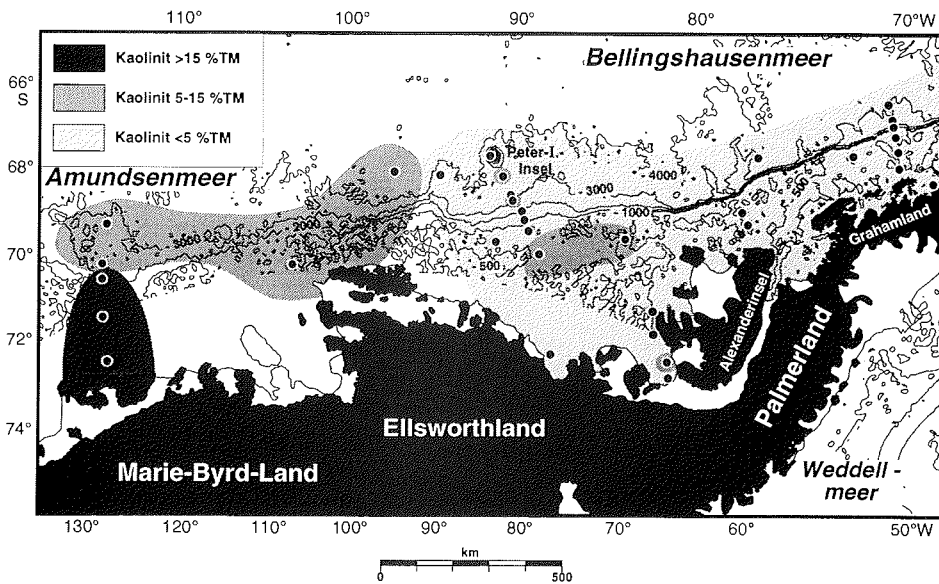 110° 100° 90° 80° 70°W
Kaolinit >15 %TM
Kaolinit 5-15 %TM
Kaolinit <5 %TM
Bellingshausenmeer
66°
S
68°
70°
72°
74°
Amundsenmeer
Peter-I.-
Insel
4000
3000
2000
3000
1000
500
500
Grahamland
Alexanderinsel
Palmerland
Ellsworthland
Marie-Byrd-Land
Weddell-
meer
130° 120° 110° 100° 90° 80° 70° 60° 50°W
km
0 500